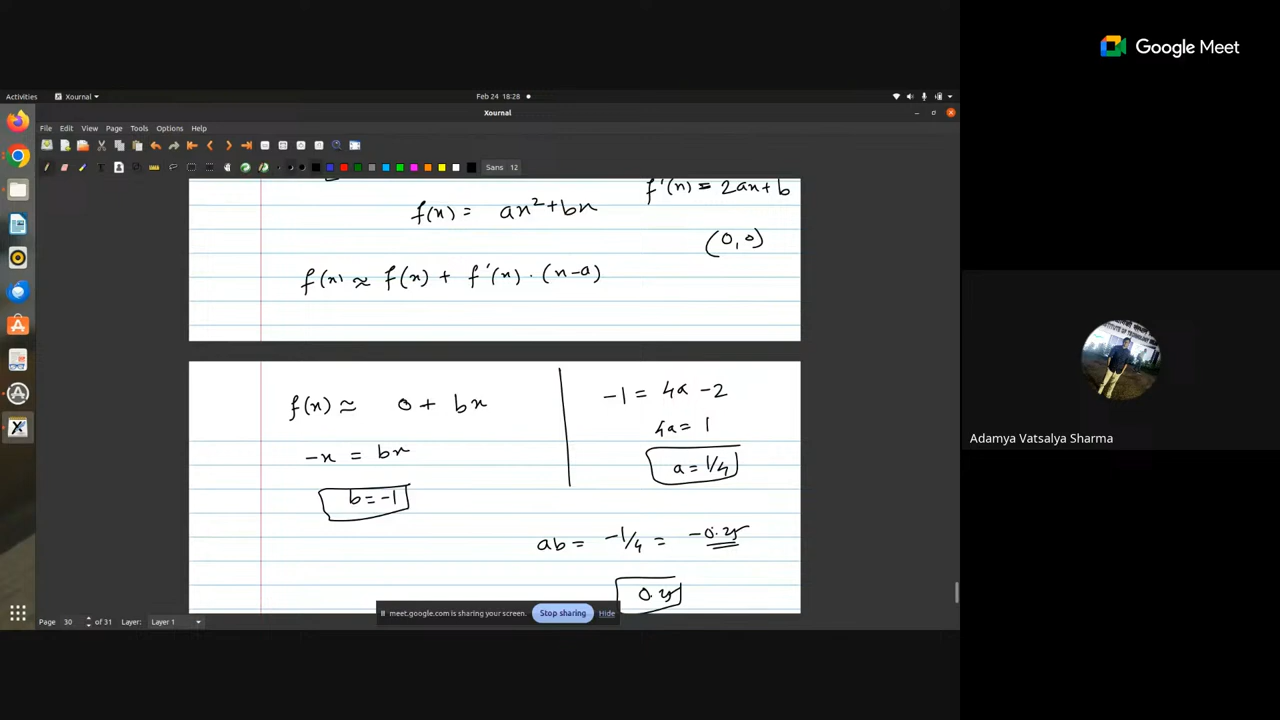 Google Meet
Activities Xournal Feb 24 18:28
Xournal
File Edit View Page Tools Options Help
Sans 12
f'(x) = 2ax+b
f(x) = ax²+bx
(0,0)
f(x) ≈ f(x) + f'(x) · (x-a)
f(x) ≈ 0 + bx
-x = bx
b=-1
-1 = 4a -2
4a = 1
a = 1/4
ab = -1/4 = -0.25
0.25
meet.google.com is sharing your screen. Stop sharing Hide
Page 30 of 31 Layer: Layer 1
Adamya Vatsalya Sharma